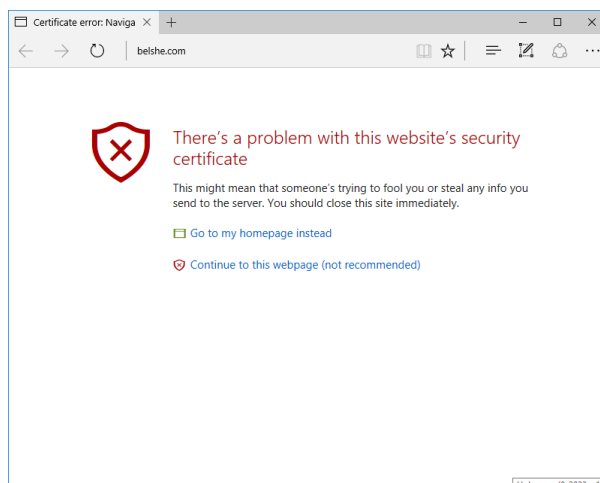 Certificate error: Naviga
belshe.com
There's a problem with this website's security
certificate
This might mean that someone's trying to fool you or steal any info you
send to the server. You should close this site immediately.
Go to my homepage instead
Continue to this webpage (not recommended)